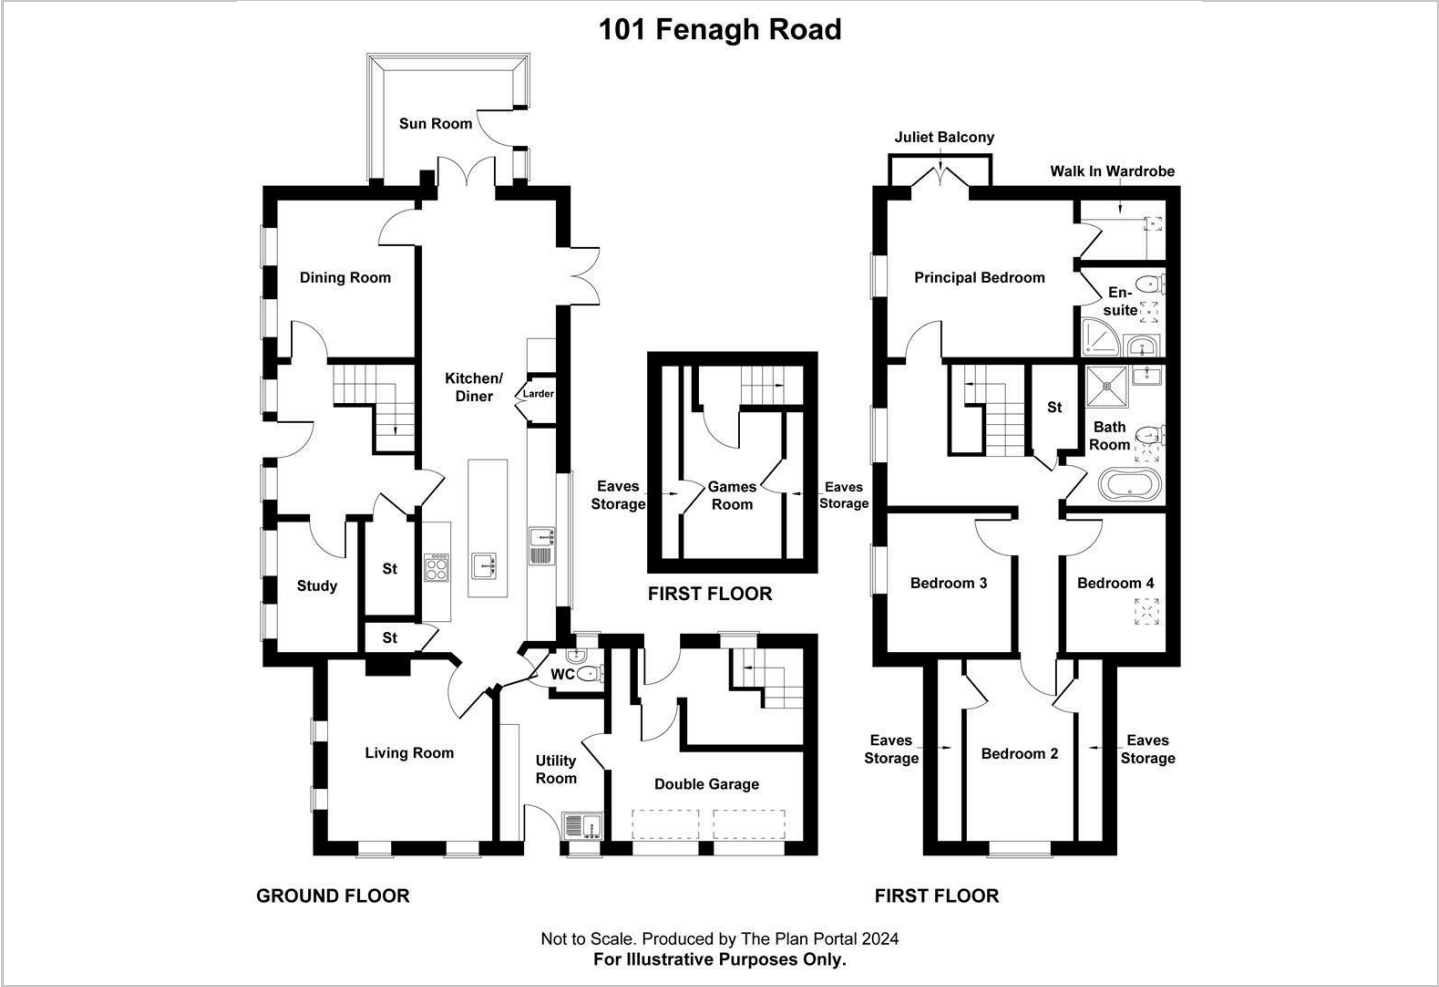 101 Fenagh Road
Sun Room
Juliet Balcony
Walk In Wardrobe
Dining Room
Principal Bedroom
En-
suite
Kitchen/
Diner
Larder
St
Bath
Room
Eaves
Storage
Games
Room
Eaves
Storage
Study
St
St
FIRST FLOOR
Bedroom 3
Bedroom 4
WC
Living Room
Utility
Room
Double Garage
Eaves
Storage
Bedroom 2
Eaves
Storage
GROUND FLOOR
FIRST FLOOR
Not to Scale. Produced by The Plan Portal 2024
For Illustrative Purposes Only.